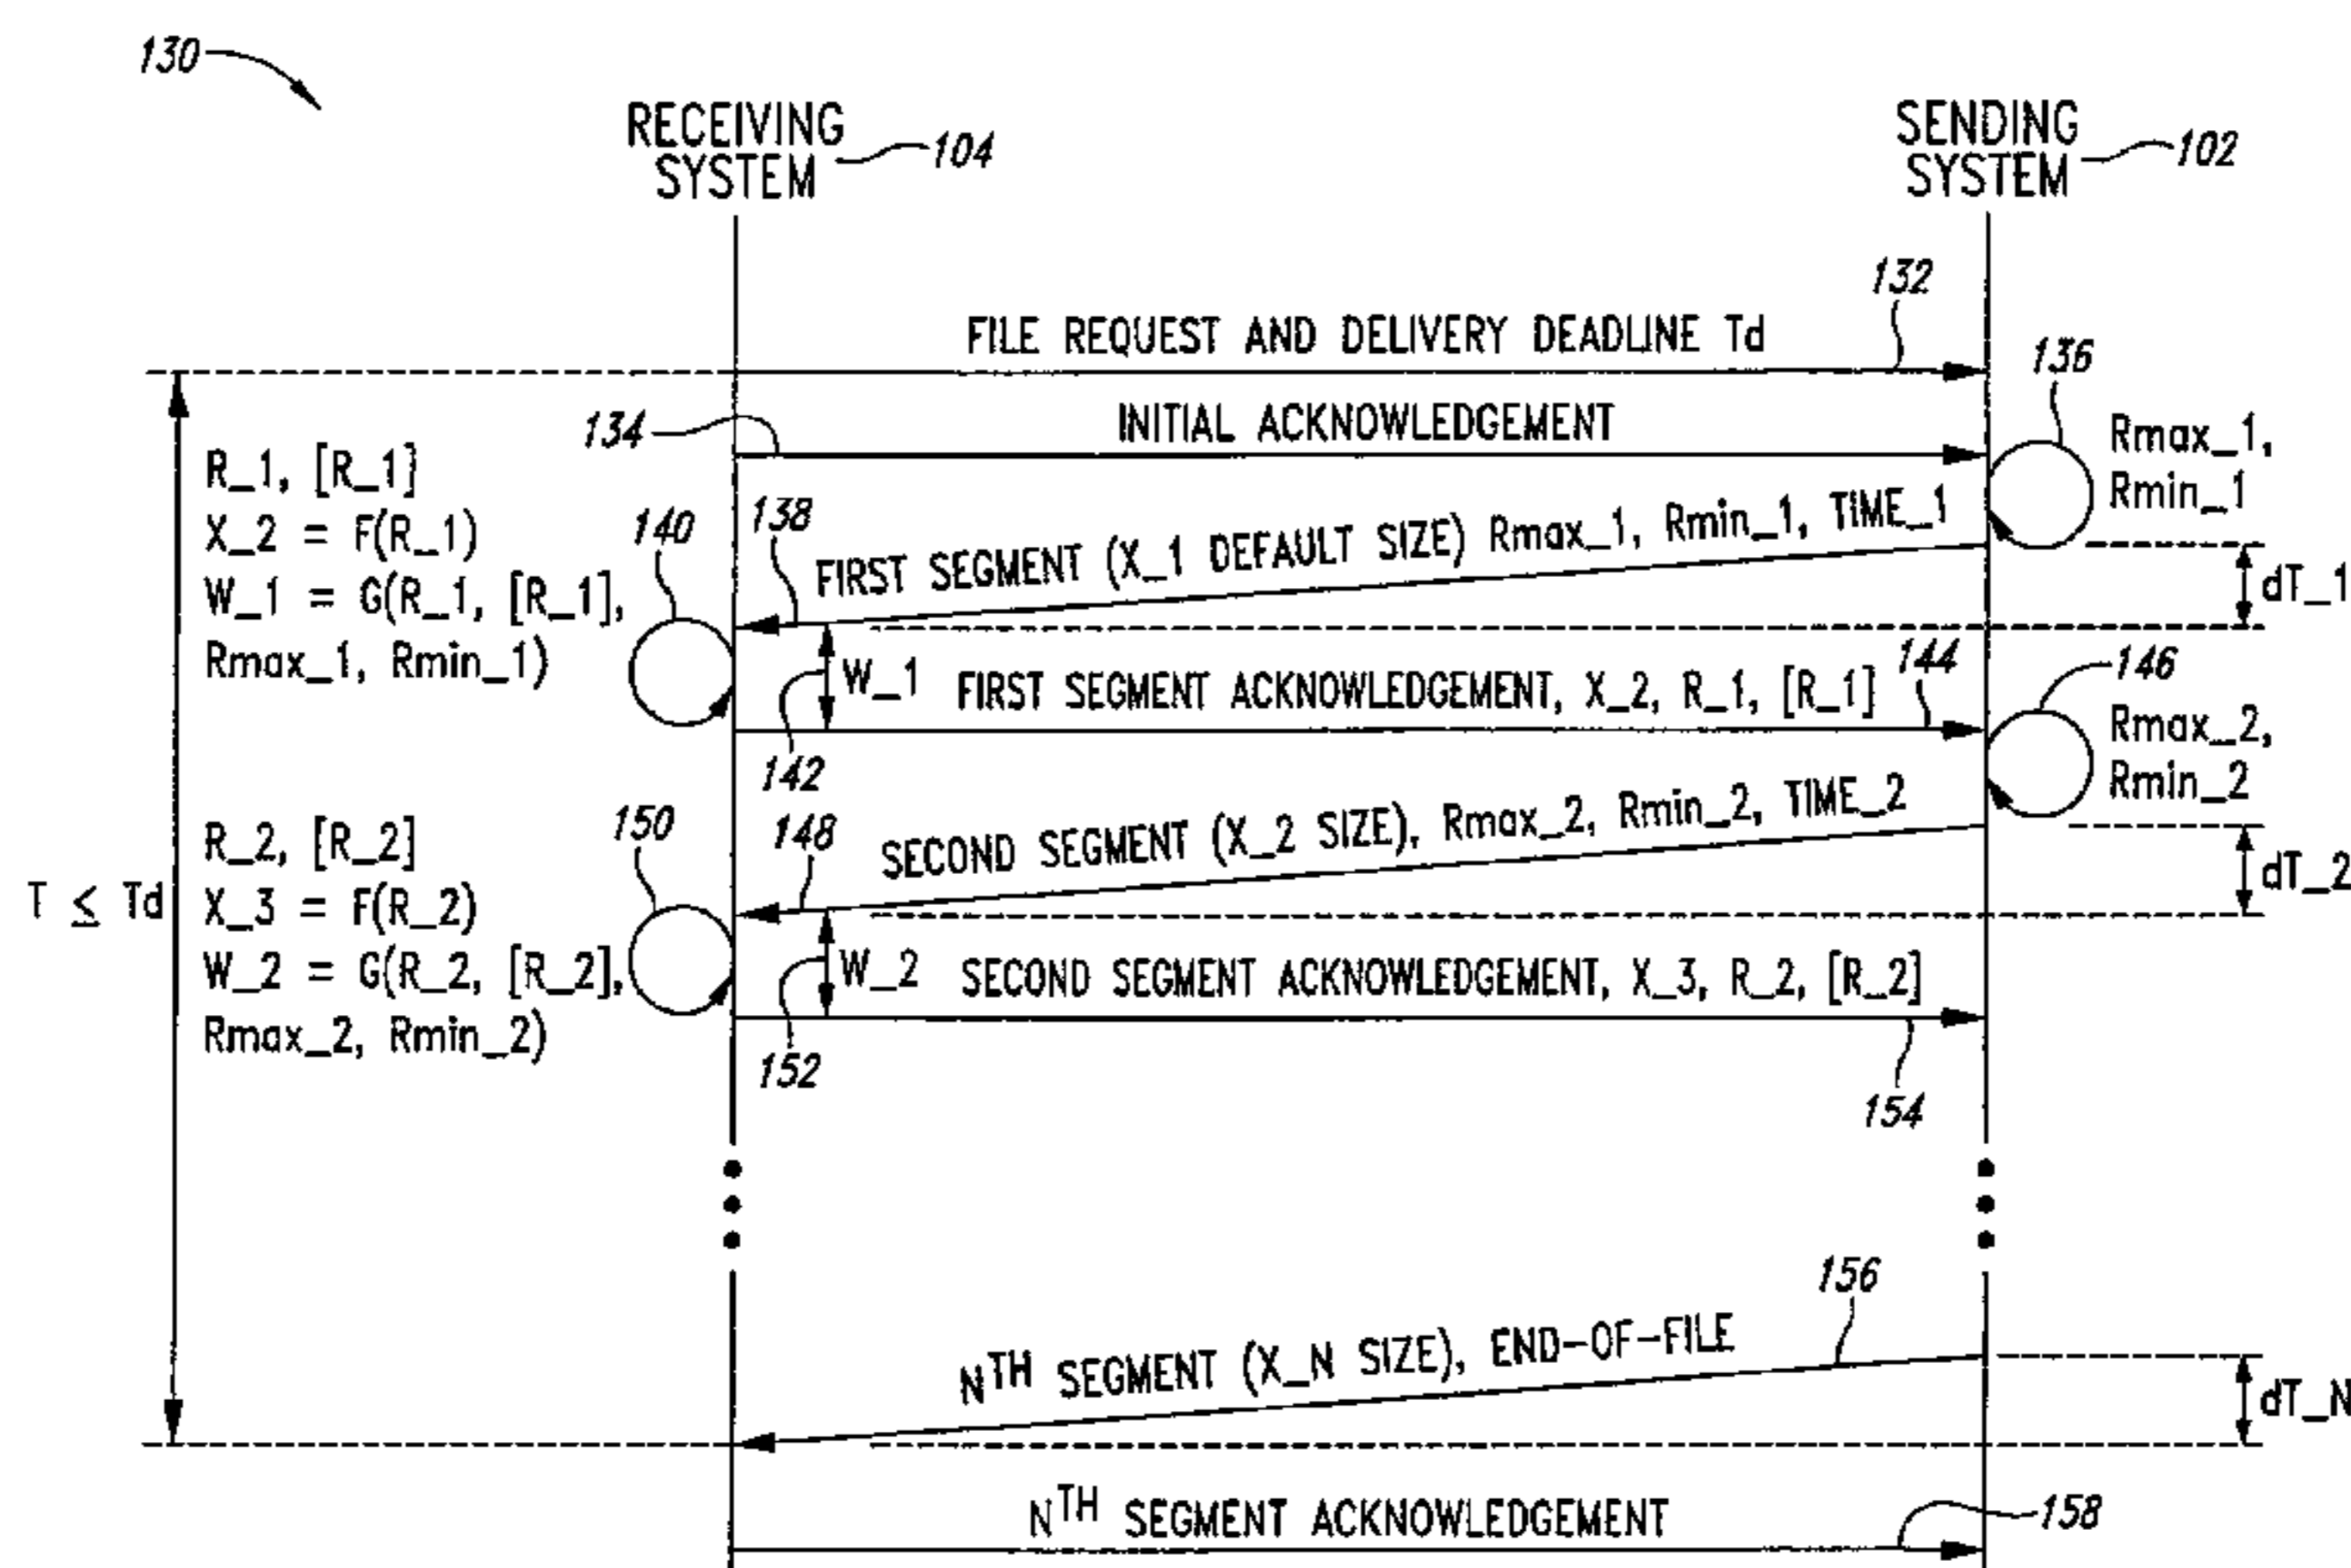 130
RECEIVING
SYSTEM
104
SENDING
SYSTEM
102
132
FILE REQUEST AND DELIVERY DEADLINE Td
136
134
INITIAL ACKNOWLEDGEMENT
Rmax_1,
Rmin_1
R_1, [R_1]
X_2 = F(R_1)
W_1 = G(R_1, [R_1],
Rmax_1, Rmin_1)
140
138
FIRST SEGMENT (X_1 DEFAULT SIZE) Rmax_1, Rmin_1, TIME_1
dT_1
W_1
142
FIRST SEGMENT ACKNOWLEDGEMENT, X_2, R_1, [R_1]
144
146
Rmax_2,
Rmin_2
150
148
SECOND SEGMENT (X_2 SIZE), Rmax_2, Rmin_2, TIME_2
dT_2
T ≤ Td
R_2, [R_2]
X_3 = F(R_2)
W_2 = G(R_2, [R_2],
Rmax_2, Rmin_2)
W_2
152
SECOND SEGMENT ACKNOWLEDGEMENT, X_3, R_2, [R_2]
154
156
NTH SEGMENT (X_N SIZE), END-OF-FILE
dT_N
NTH SEGMENT ACKNOWLEDGEMENT
158